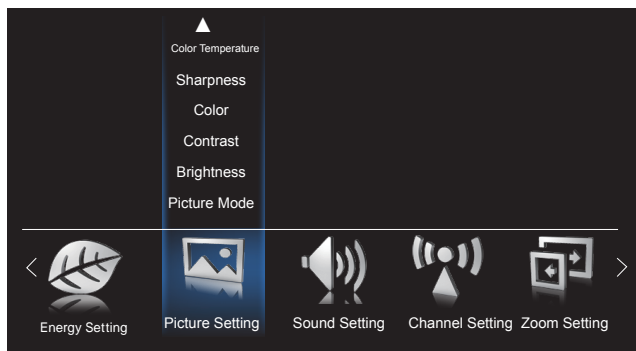 Color Temperature
Sharpness
Color
Contrast
Brightness
Picture Mode
Energy Setting
Picture Setting
Sound Setting
Channel Setting
Zoom Setting